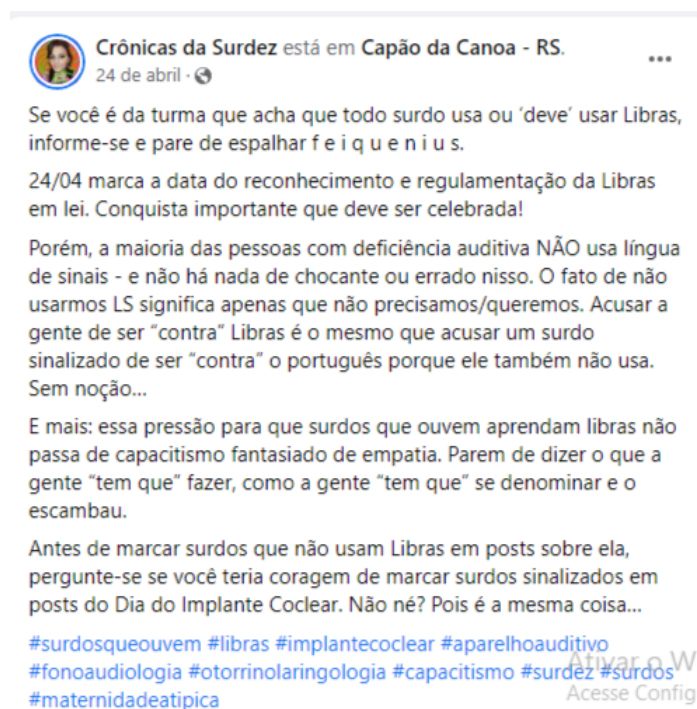 Crônicas da Surdez está em Capão da Canoa - RS.
24 de abril ·
Se você é da turma que acha que todo surdo usa ou ‘deve’ usar Libras,
informe-se e pare de espalhar f e i q u e n i u s.
24/04 marca a data do reconhecimento e regulamentação da Libras
em lei. Conquista importante que deve ser celebrada!
Porém, a maioria das pessoas com deficiência auditiva NÃO usa língua
de sinais - e não há nada de chocante ou errado nisso. O fato de não
usarmos LS significa apenas que não precisamos/queremos. Acusar a
gente de ser “contra” Libras é o mesmo que acusar um surdo
sinalizado de ser “contra” o português porque ele também não usa.
Sem noção...
E mais: essa pressão para que surdos que ouvem aprendam libras não
passa de capacitismo fantasiado de empatia. Parem de dizer o que a
gente “tem que” fazer, como a gente “tem que” se denominar e o
escambau.
Antes de marcar surdos que não usam Libras em posts sobre ela,
pergunte-se se você teria coragem de marcar surdos sinalizados em
posts do Dia do Implante Coclear. Não né? Pois é a mesma coisa...
#surdosqueouvem #libras #implantecoclear #aparelhoauditivo
#fonoaudiologia #otorrinolaringologia #capacitismo #surdez #surdos
#maternidadeatipica
Ativar o W
Acesse Config